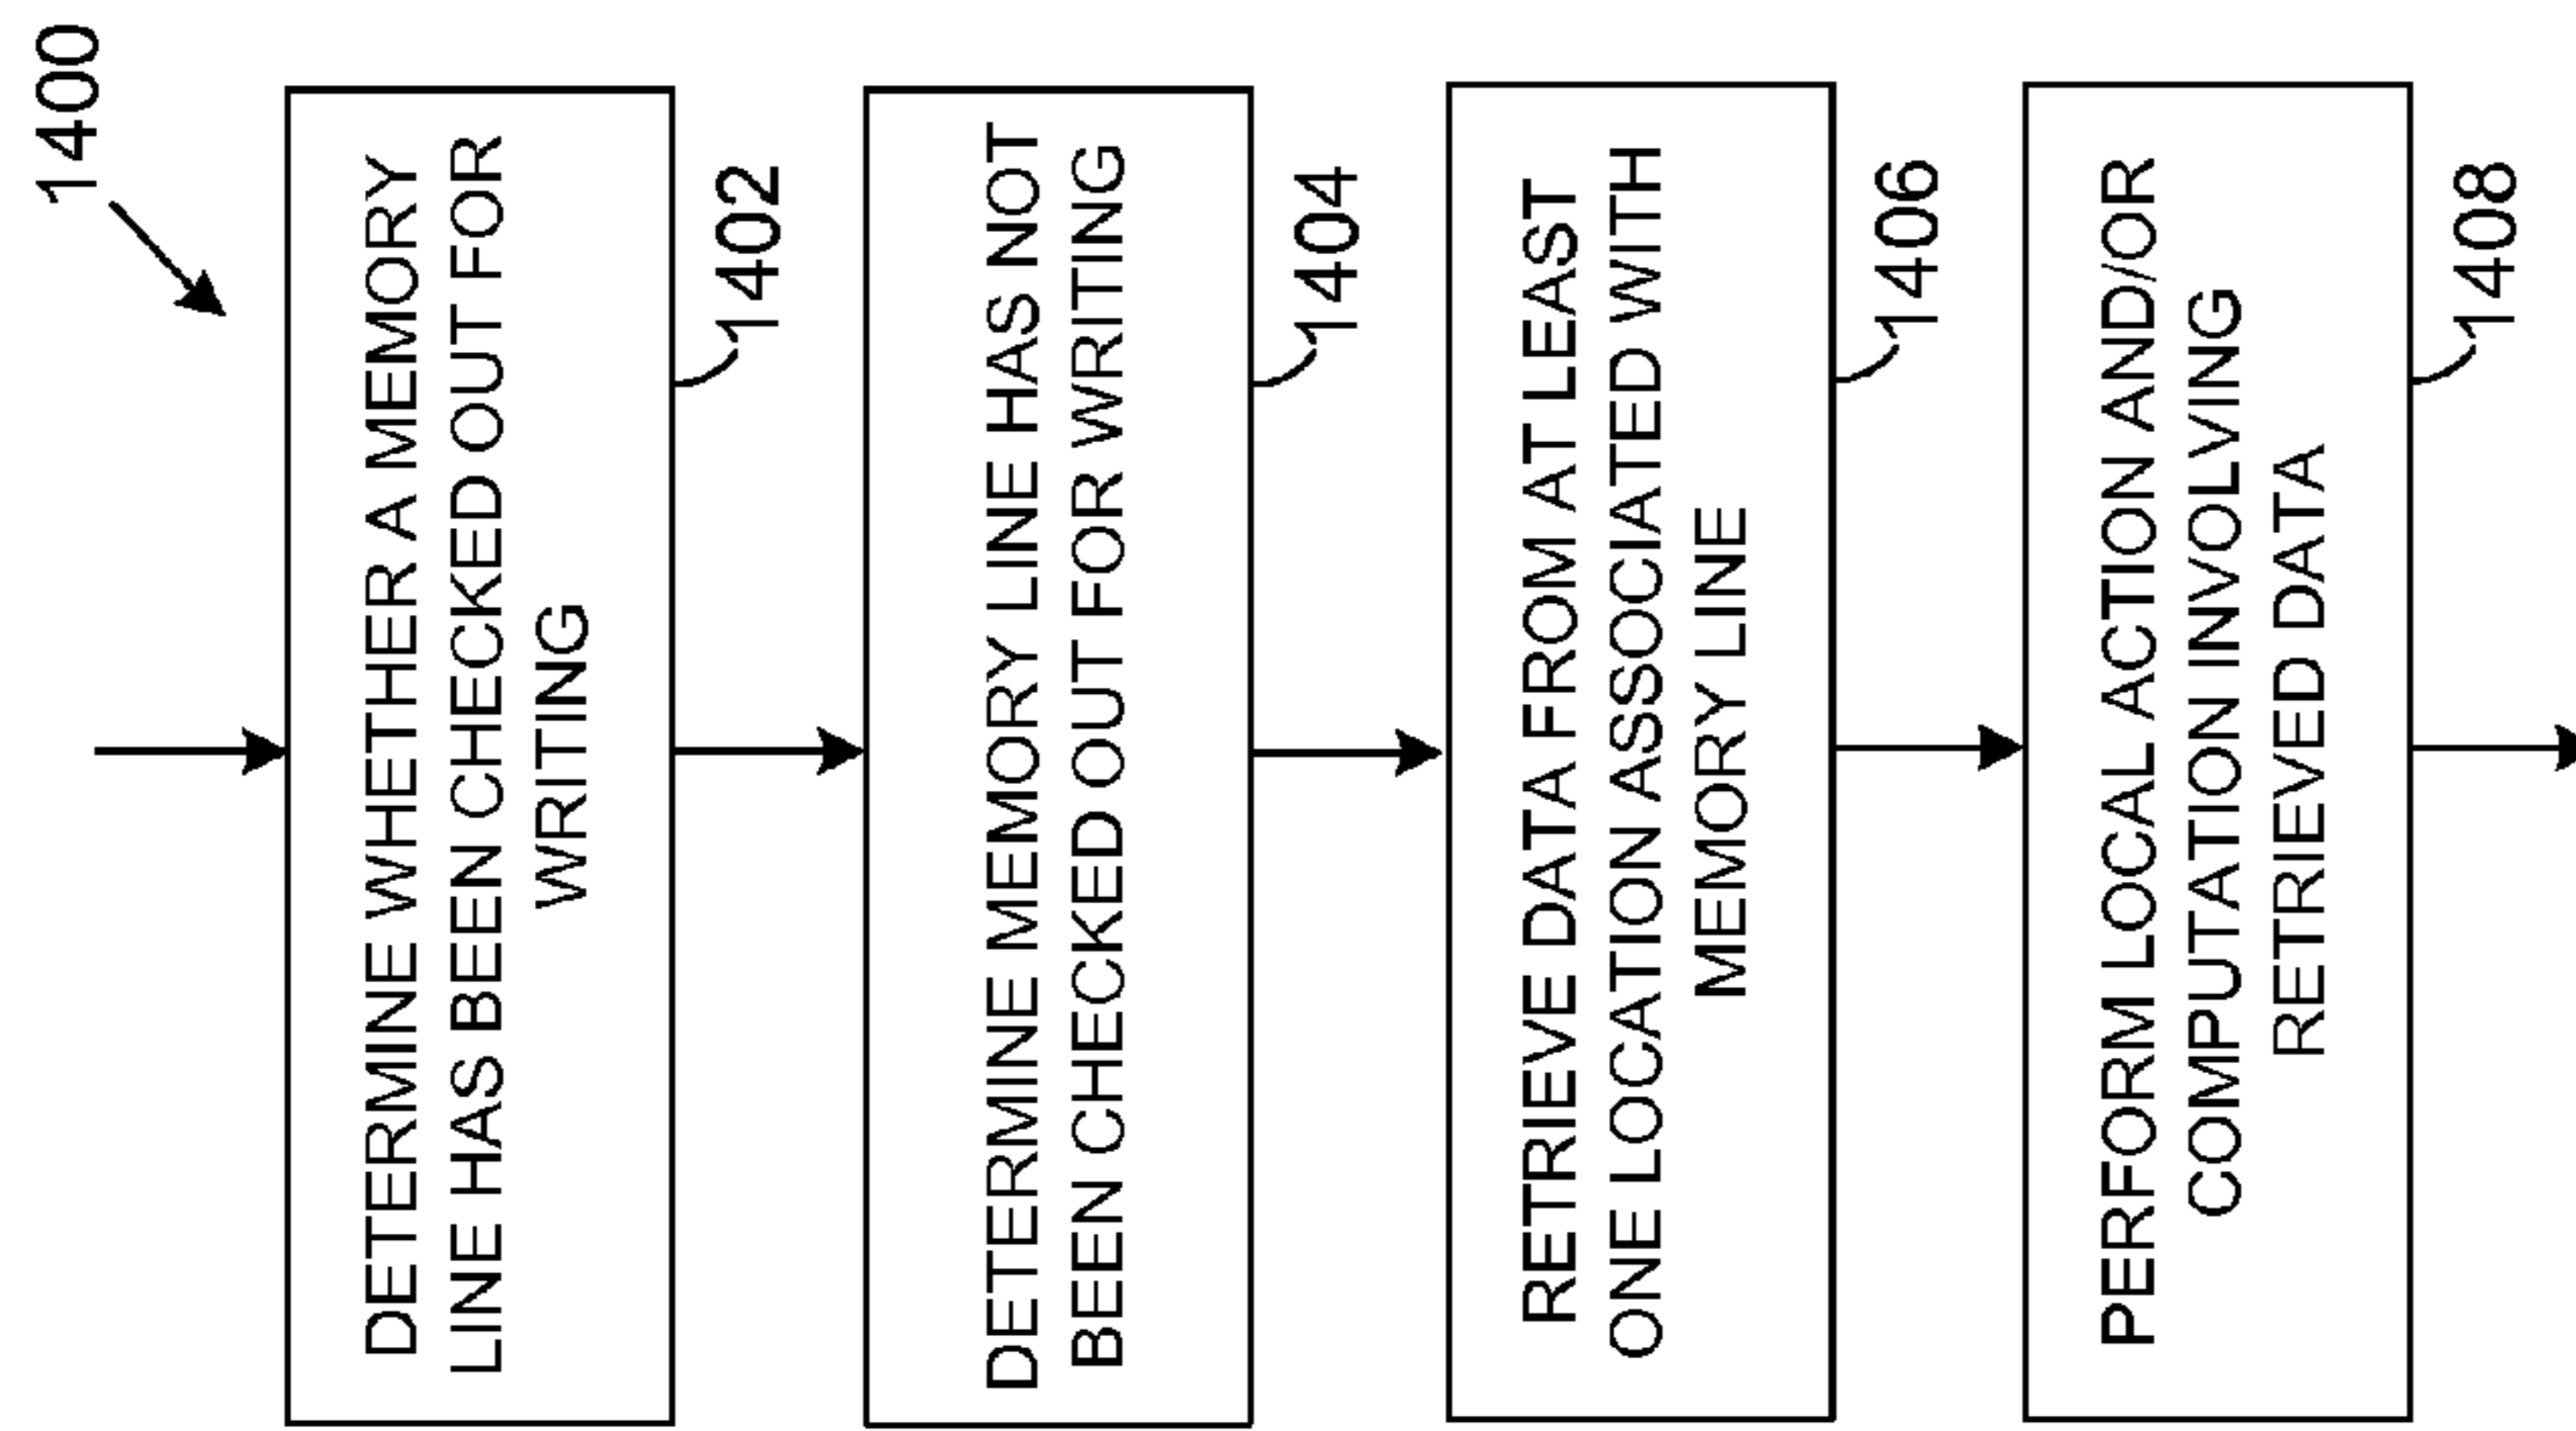 1400
DETERMINE WHETHER A MEMORY
LINE HAS BEEN CHECKED OUT FOR
WRITING
1402
DETERMINE MEMORY LINE HAS NOT
BEEN CHECKED OUT FOR WRITING
1404
RETRIEVE DATA FROM AT LEAST
ONE LOCATION ASSOCIATED WITH
MEMORY LINE
1406
PERFORM LOCAL ACTION AND/OR
COMPUTATION INVOLVING
RETRIEVED DATA
1408